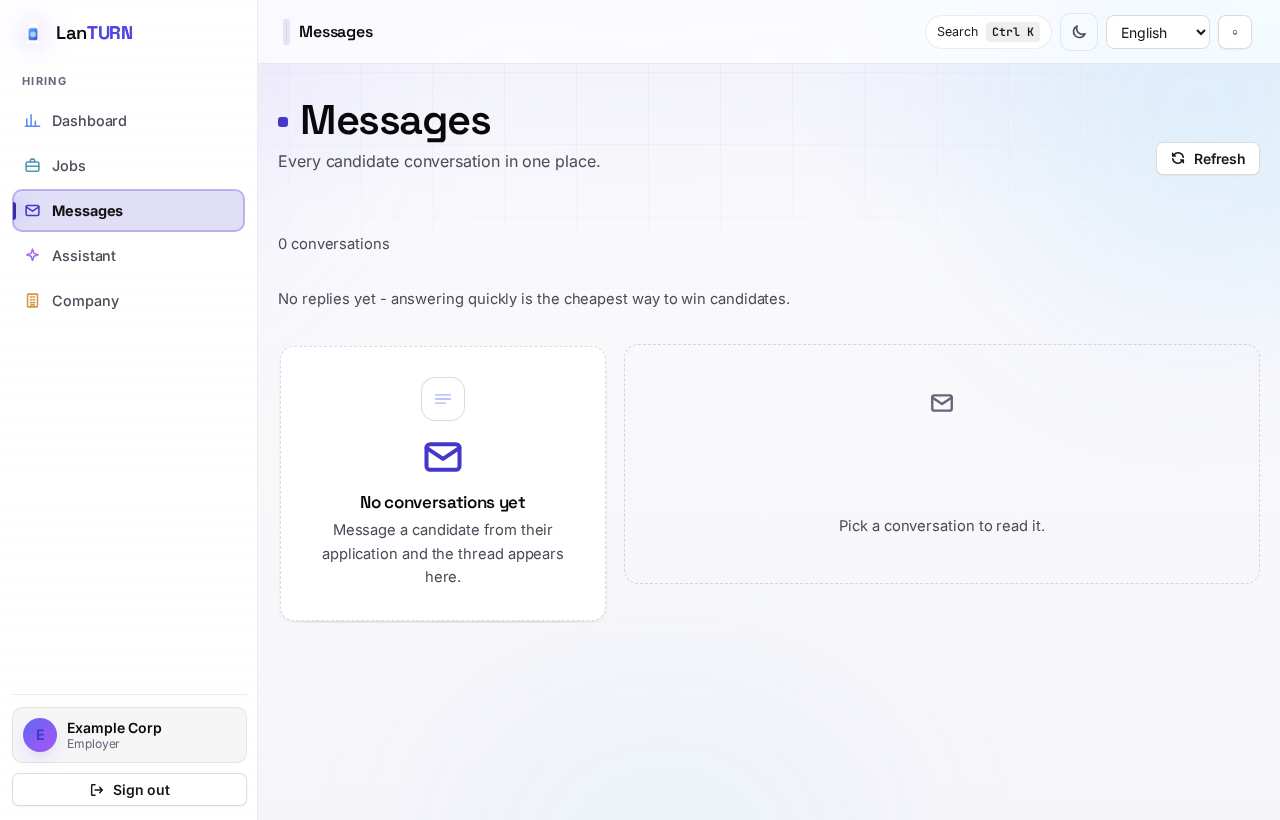 LanTURN
HIRING
Dashboard
Jobs
Messages
Assistant
Company
Example Corp
E
Employer
Sign out
Messages
Search Ctrl K
English
Messages
Every candidate conversation in one place.
Refresh
0 conversations
No replies yet - answering quickly is the cheapest way to win candidates.
No conversations yet
Message a candidate from their
application and the thread appears
here.
Pick a conversation to read it.